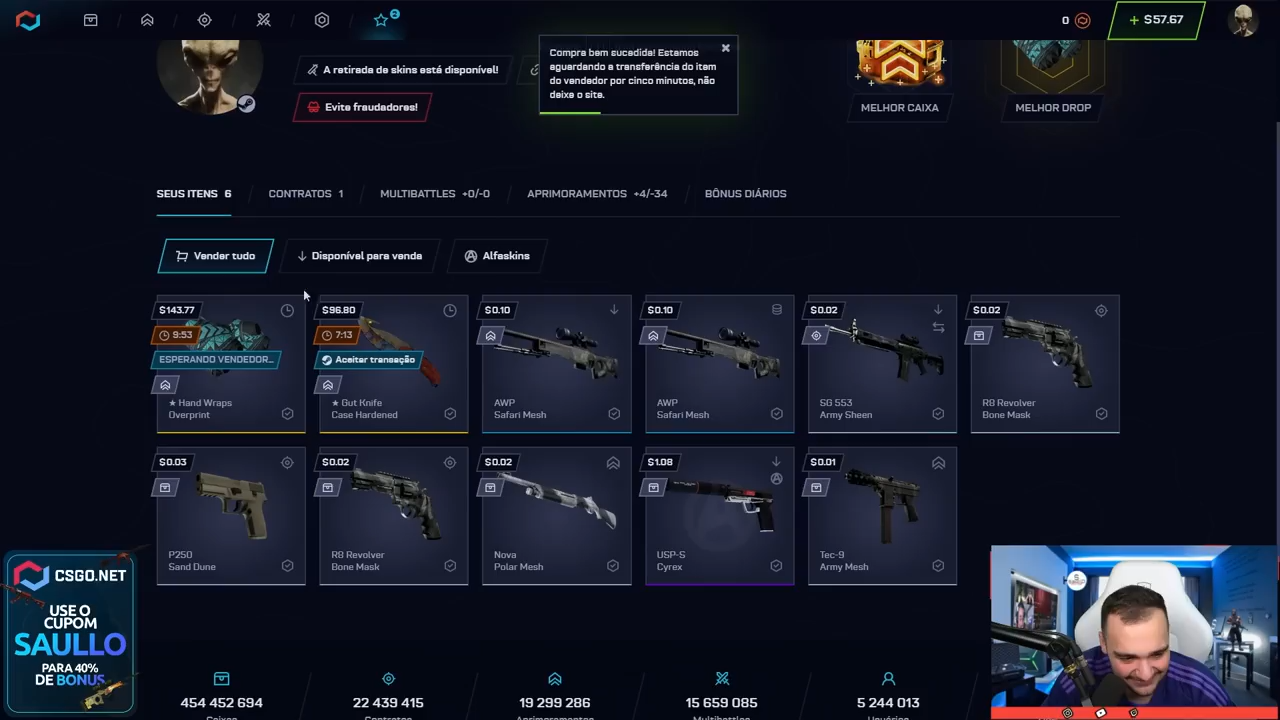 2
0
+ $57.67
A retirada de skins está disponível!
Evite fraudadores!
Compra bem sucedida! Estamos
aguardando a transferência do item
do vendedor por cinco minutos, não
deixe o site.
MELHOR CAIXA
MELHOR DROP
SEUS ITENS 6
CONTRATOS 1
MULTIBATTLES +0/-0
APRIMORAMENTOS +4/-34
BÔNUS DIÁRIOS
Vender tudo
Disponível para venda
Alfaskins
$143.77
9:53
ESPERANDO VENDEDOR...
★ Hand Wraps
Overprint
$96.80
7:13
Aceitar transação
★ Gut Knife
Case Hardened
$0.10
AWP
Safari Mesh
$0.10
AWP
Safari Mesh
$0.02
SG 553
Army Sheen
$0.02
R8 Revolver
Bone Mask
$0.03
P250
Sand Dune
$0.02
R8 Revolver
Bone Mask
$0.02
Nova
Polar Mesh
$1.08
USP-S
Cyrex
$0.01
Tec-9
Army Mesh
CSGO.NET
USE O
CUPOM
SAULLO
PARA 40%
DE BONUS
454 452 694
22 439 415
Contratos
19 299 286
Aprimoramentos
15 659 085
Multibattles
5 244 013
Usuários